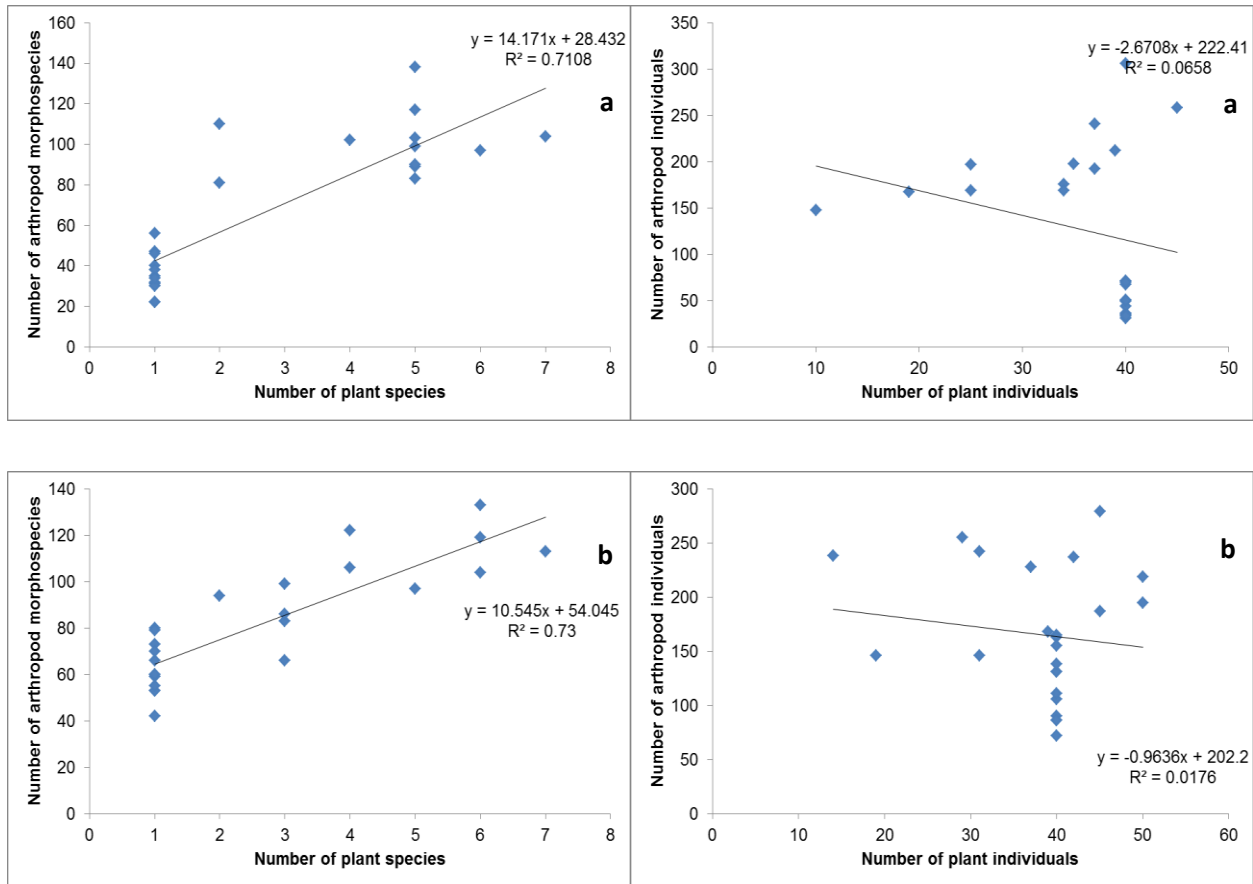 Number of arthropod morphospecies
160
140
120
100
80
60
40
20
0
y = 14.171x + 28.432
R² = 0.7108
a
0 1 2 3 4 5 6 7 8
Number of plant species
Number of arthropod individuals
350
300
250
200
150
100
50
0
y = -2.6708x + 222.41
R² = 0.0658
a
0 10 20 30 40 50
Number of plant individuals
Number of arthropod morphospecies
140
120
100
80
60
40
20
0
b
y = 10.545x + 54.045
R² = 0.73
0 1 2 3 4 5 6 7 8
Number of plant species
Number of arthropod individuals
300
250
200
150
100
50
0
b
y = -0.9636x + 202.2
R² = 0.0176
0 10 20 30 40 50 60
Number of plant individuals